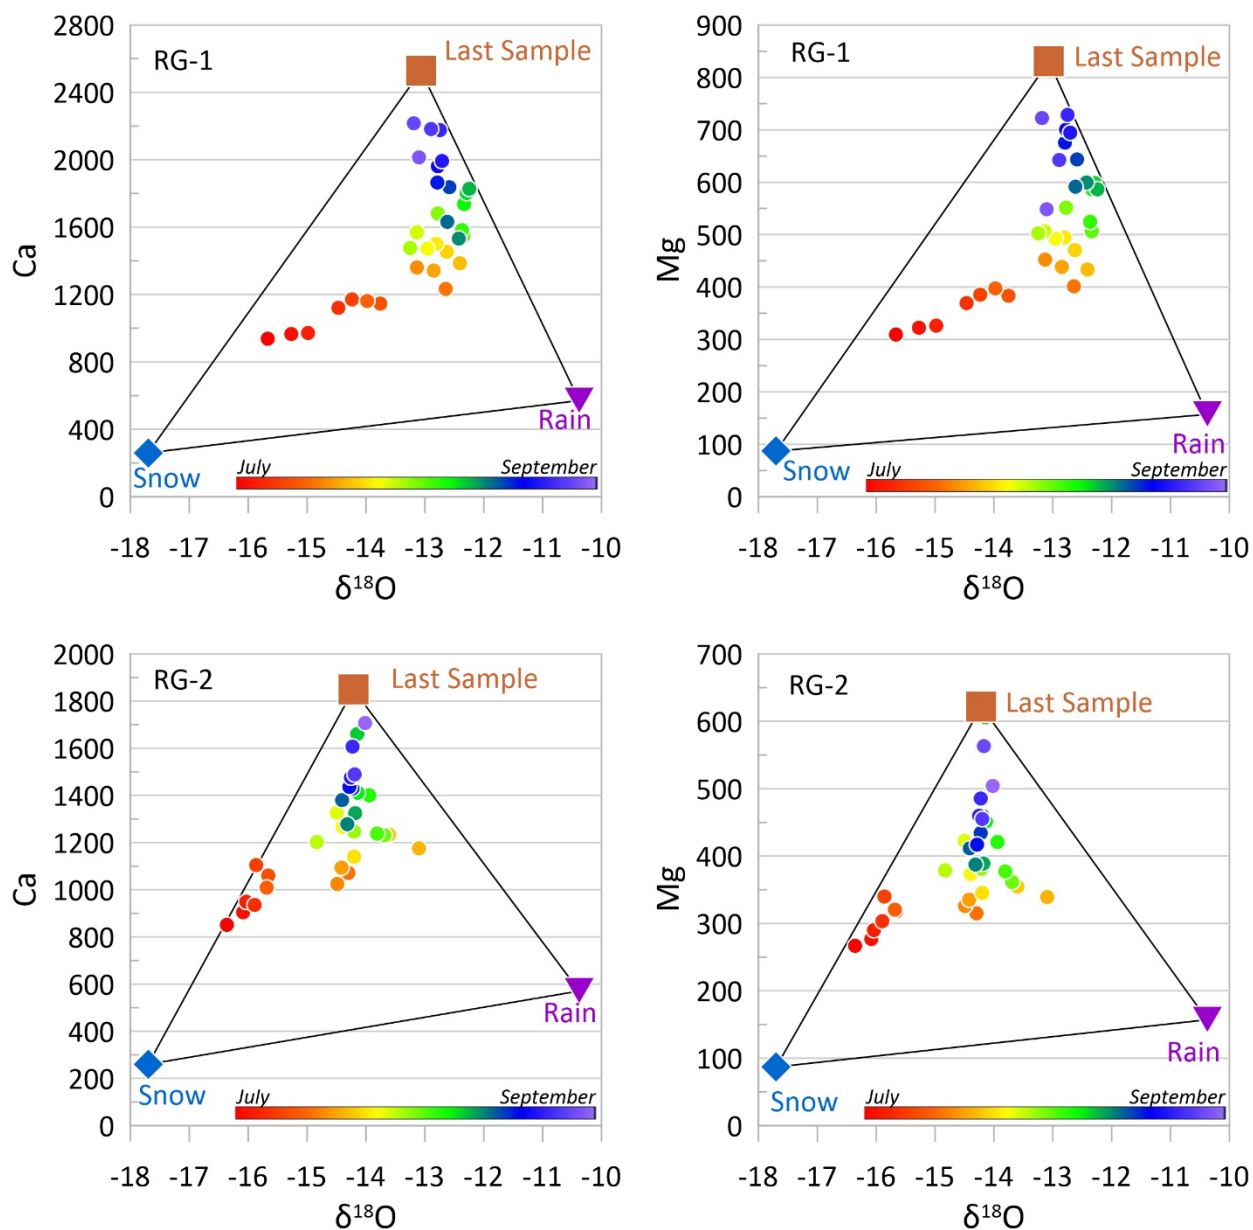 2800
2400
2000
1600
1200
800
400
0
Ca
RG-1
Last Sample
Rain
Snow
July
September
-18 -17 -16 -15 -14 -13 -12 -11 -10
δ¹⁸O
900
800
700
600
500
400
300
200
100
0
Mg
RG-1
Last Sample
Rain
Snow
July
September
-18 -16 -14 -12 -10
-17 -15 -13 -11
δ¹⁸O
2000
1800
1600
1400
1200
1000
800
600
400
200
0
Ca
RG-2
Last Sample
Rain
Snow
July
September
-18 -17 -16 -15 -14 -13 -12 -11 -10
δ¹⁸O
700
600
500
400
300
200
100
0
Mg
RG-2
Last Sample
Rain
Snow
July
September
-18 -17 -16 -15 -14 -13 -12 -11 -10
δ¹⁸O